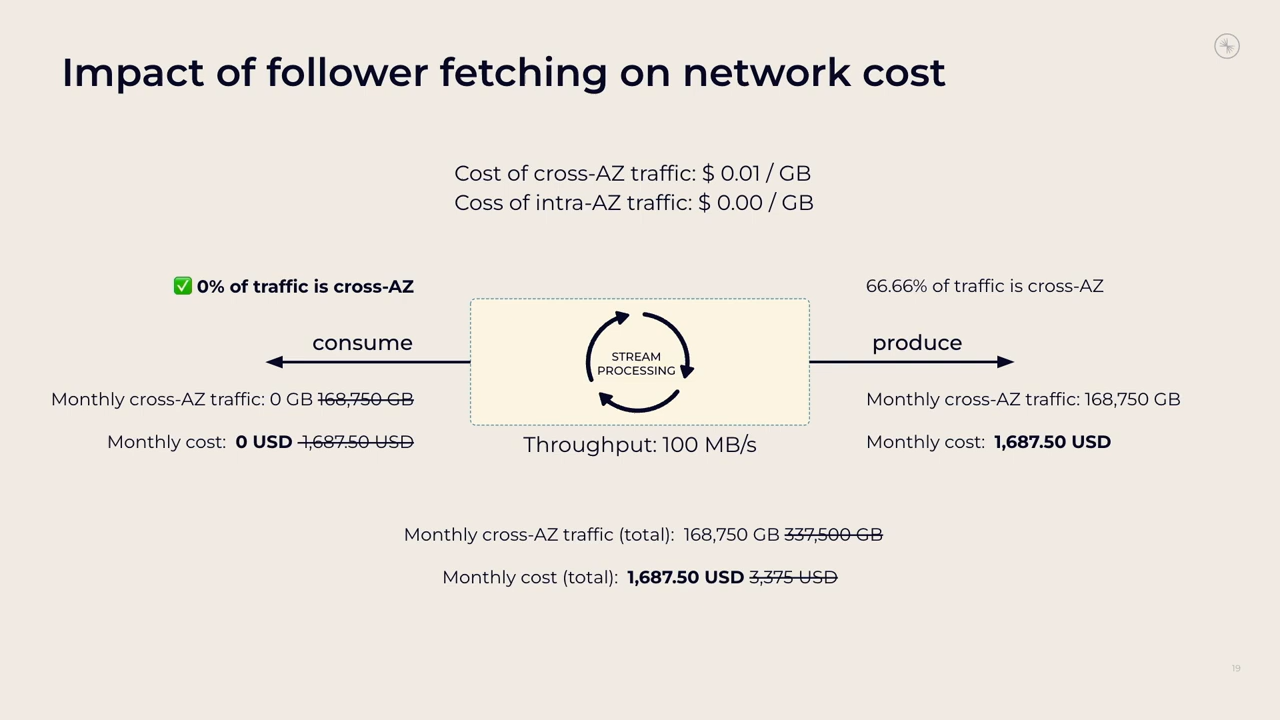 Impact of follower fetching on network cost
Cost of cross-AZ traffic: $ 0.01 / GB
Coss of intra-AZ traffic: $ 0.00 / GB
✅ 0% of traffic is cross-AZ
66.66% of traffic is cross-AZ
consume
STREAM
PROCESSING
produce
Monthly cross-AZ traffic: 0 GB 168,750 GB
Monthly cross-AZ traffic: 168,750 GB
Monthly cost: 0 USD 1,687.50 USD
Throughput: 100 MB/s
Monthly cost: 1,687.50 USD
Monthly cross-AZ traffic (total): 168,750 GB 337,500 GB
Monthly cost (total): 1,687.50 USD 3,375 USD
19